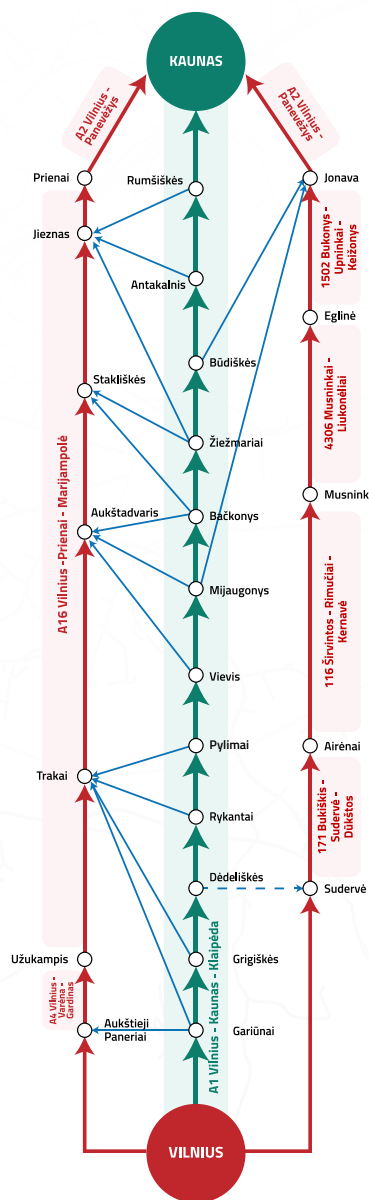 KAUNAS
A2 Vilnius -
Panevėžys
A2 Vilnius -
Panevėžys
Prienai
Rumšiškės
Jonava
Jieznas
1502 Bukonys -
Upninkai -
Keižonys
Antakalnis
Eglinė
Būdiškės
Stakliškės
4306 Musninkai -
Liukonėliai
Žiežmariai
Musnink
Aukštadvaris
Bačkonys
A16 Vilnius -Prienai - Marijampolė
Mijaugonys
116 Širvintos - Rimučiai -
Kernavė
Vievis
Pylimai
Airėnai
Trakai
Rykantai
171 Bukiškis -
Sudervė -
Dūkštos
Dėdeliškės
Sudervė
Užukampis
Grigiškės
A1 Vilnius - Kaunas - Klaipėda
A4 Vilnius -
Varėna -
Gardinas
Aukštieji
Paneriai
Gariūnai
VILNIUS